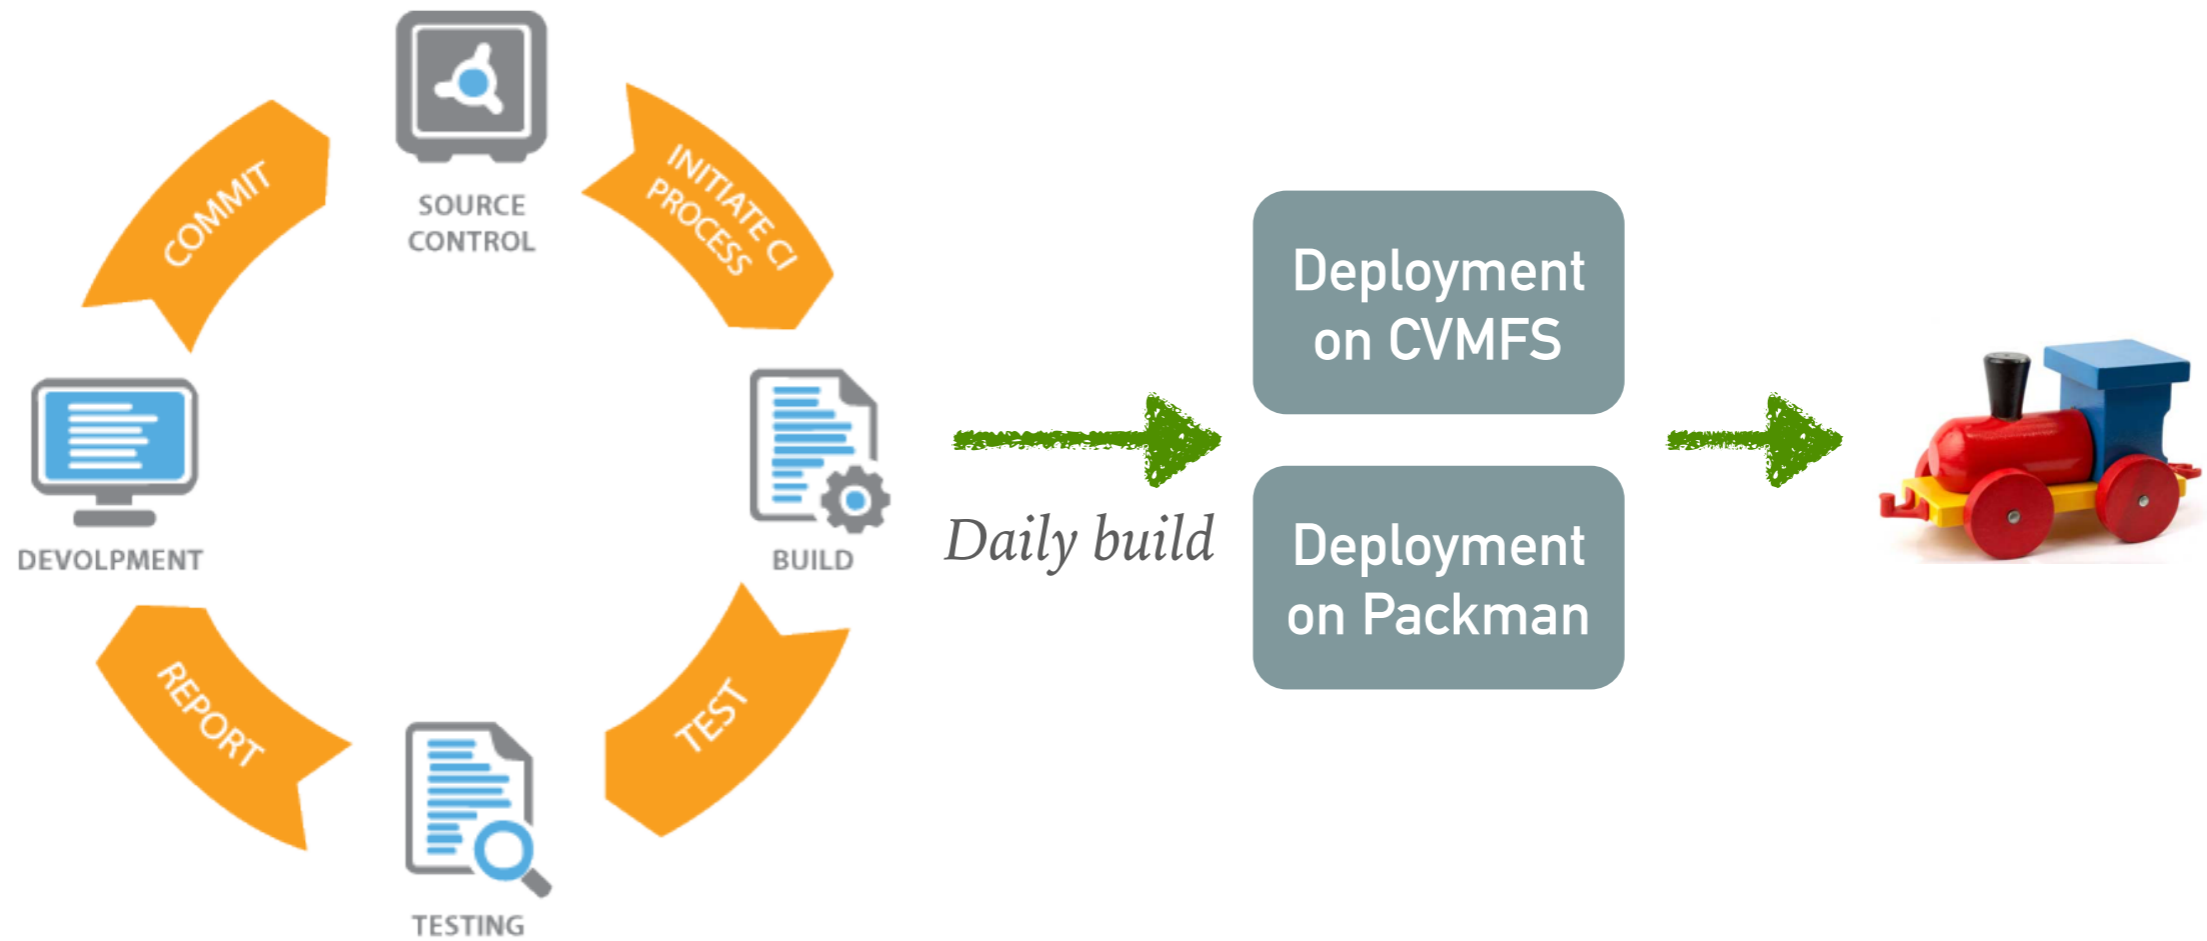 SOURCE
CONTROL
COMMIT
INITIATE CI
PROCESS
DEVOLPMENT
BUILD
REPORT
TEST
TESTING
Daily build
Deployment
on CVMFS
Deployment
on Packman